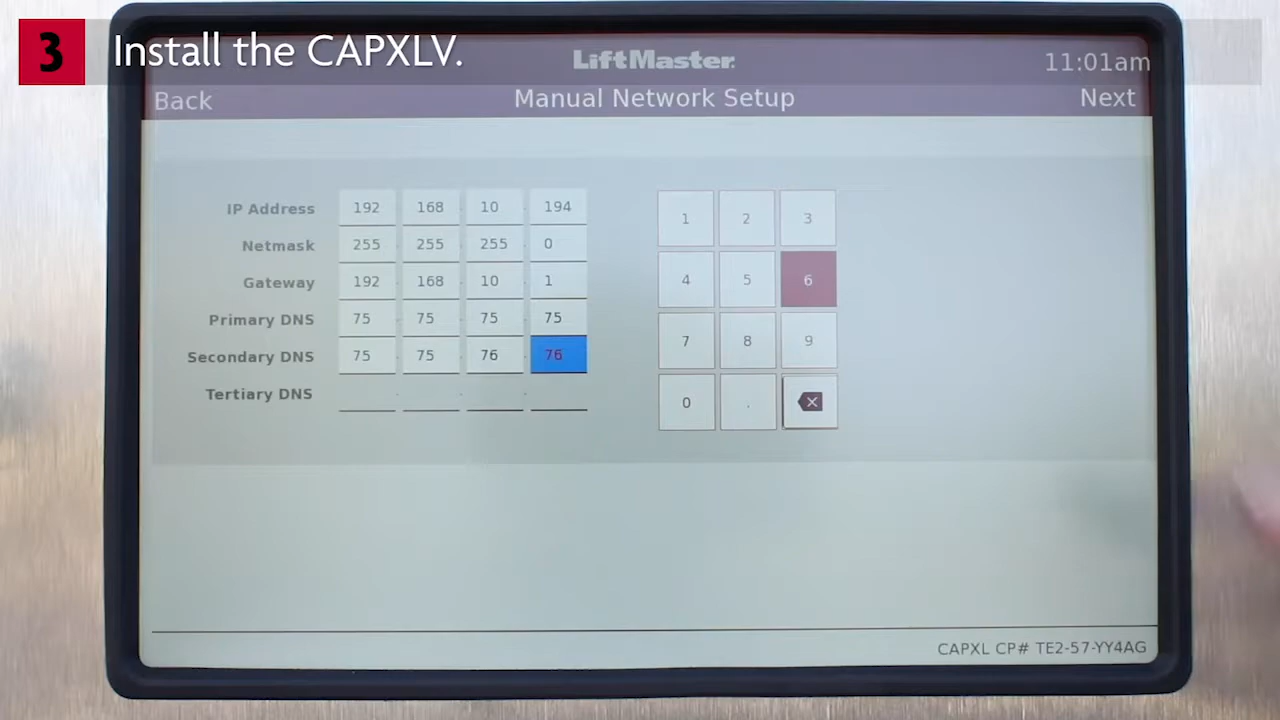 3 Install the CAPXLV.
LiftMaster 11:01am
Back Manual Network Setup Next
IP Address 192 . 168 . 10 . 194
Netmask 255 . 255 . 255 . 0
Gateway 192 . 168 . 10 . 1
Primary DNS 75 . 75 . 75 . 75
Secondary DNS 75 . 75 . 76 . 76
Tertiary DNS . . .
1 2 3
4 5 6
7 8 9
0 .
CAPXL CP# TE2-57-YY4AG